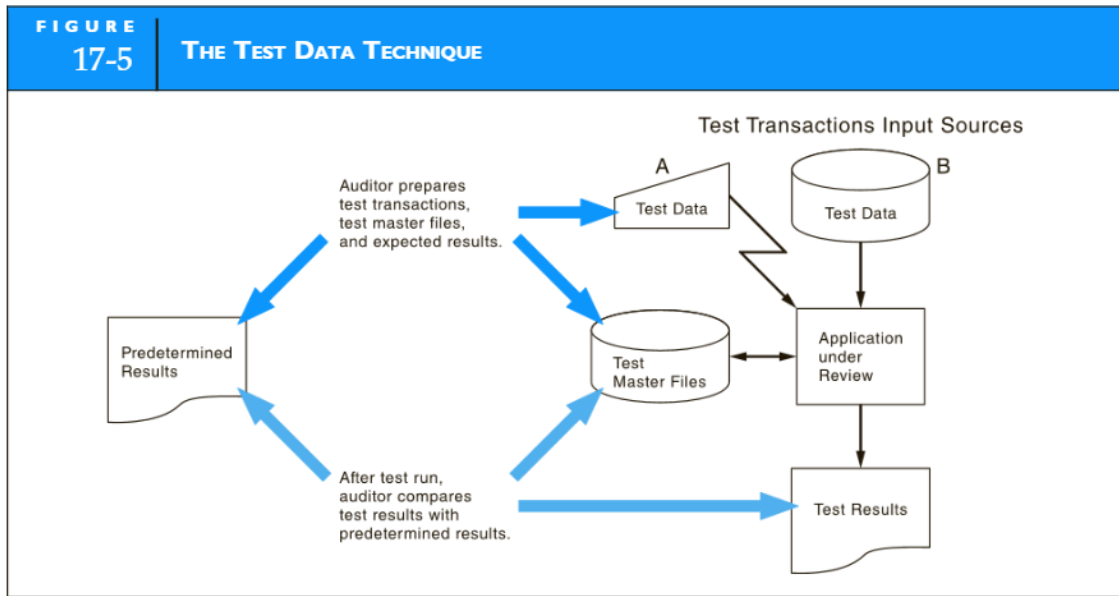 FIGURE
17-5
THE TEST DATA TECHNIQUE
Test Transactions Input Sources
A
B
Auditor prepares
test transactions,
test master files,
and expected results.
Test Data
Test Data
Predetermined
Results
Test
Master Files
Application
under
Review
After test run,
auditor compares
test results with
predetermined results.
Test Results